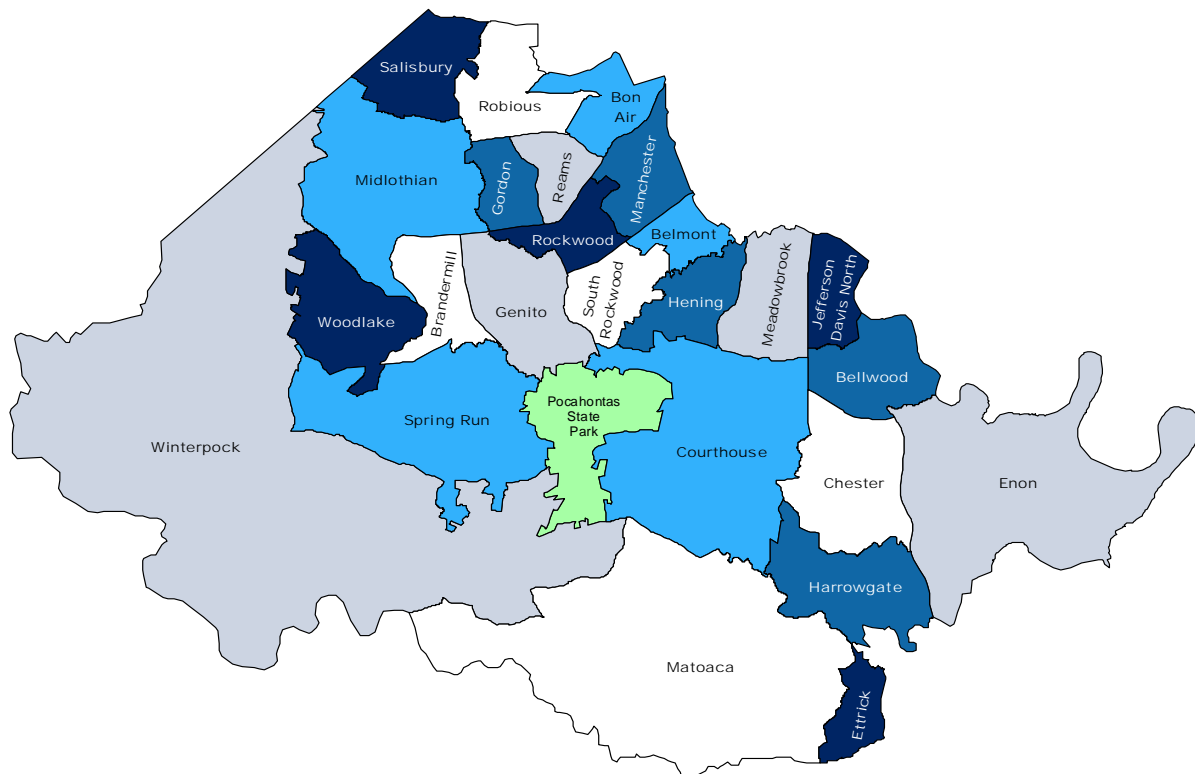 Salisbury
Robious
Bon
Air
Midlothian
Gordon
Reams
Manchester
Rockwood
Belmont
Woodlake
Brandermill
Genito
South
Rockwood
Hening
Meadowbrook
Jefferson
Davis North
Bellwood
Winterpock
Spring Run
Pocahontas
State
Park
Courthouse
Chester
Enon
Harrowgate
Matoaca
Ettrick